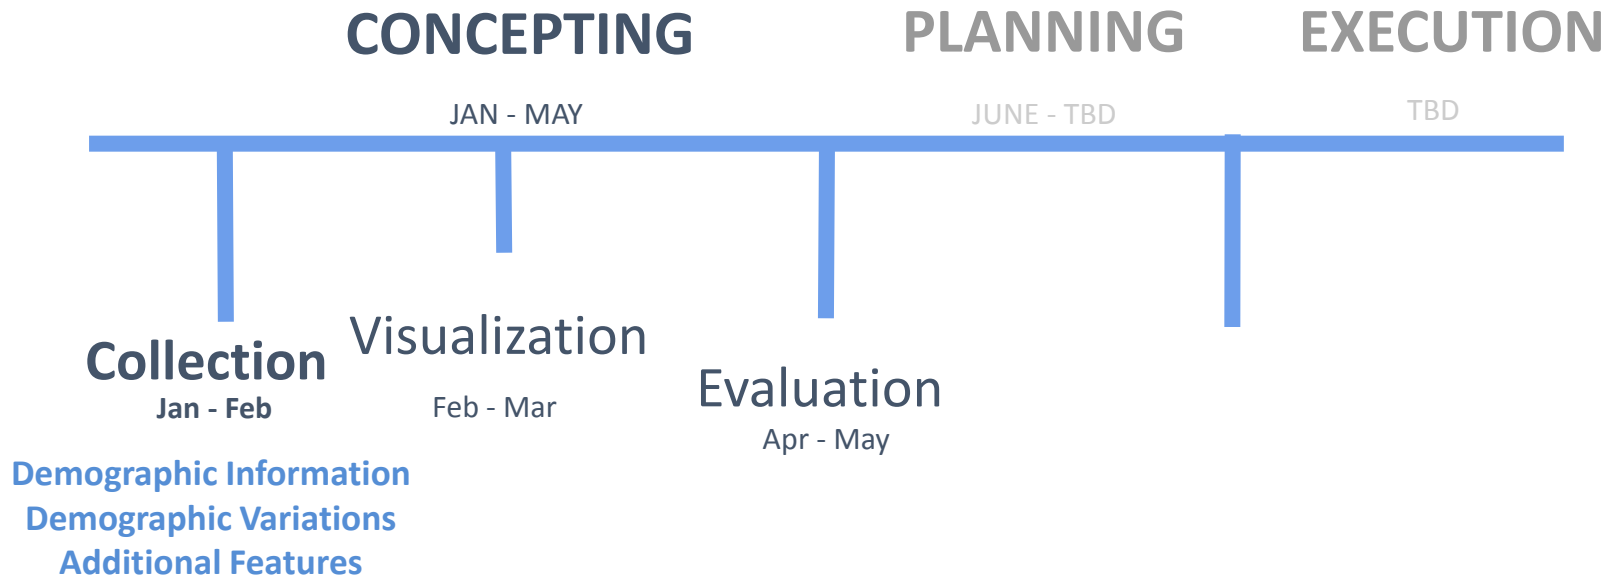 CONCEPTING
PLANNING
EXECUTION
JAN - MAY
JUNE - TBD
TBD
Collection
Jan - Feb
Visualization
Feb - Mar
Evaluation
Apr - May
Demographic Information
Demographic Variations
Additional Features